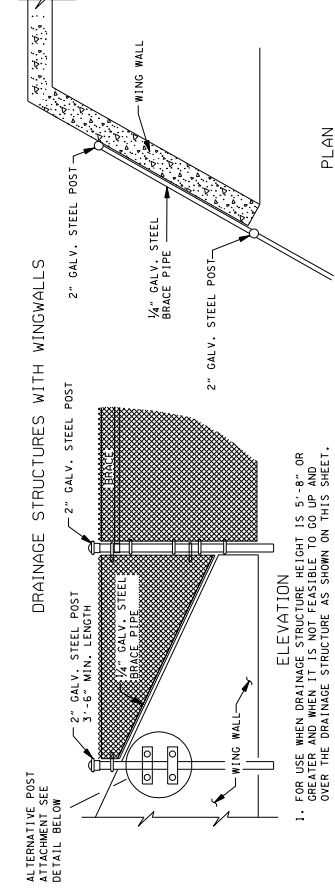 DRAINAGE STRUCTURES WITH WINGWALLS
ALTERNATIVE POST
ATTACHMENT SEE
DETAIL BELOW
2" GALV. STEEL POST
3'-6" MIN. LENGTH
2" GALV. STEEL POST
BRACE
1/4" GALV. STEEL
BRACE PIPE
WING WALL
ELEVATION
1. FOR USE WHEN DRAINAGE STRUCTURE HEIGHT IS 5'-8" OR
GREATER AND WHEN IT IS NOT FEASIBLE TO GO UP AND
OVER THE DRAINAGE STRUCTURE AS SHOWN ON THIS SHEET.
2" GALV. STEEL POST
WING WALL
1/4" GALV. STEEL
BRACE PIPE
2" GALV. STEEL POST
PLAN